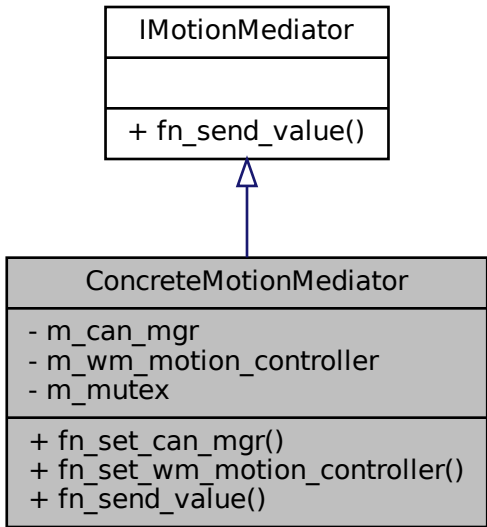 IMotionMediator
+ fn_send_value()
ConcreteMotionMediator
- m_can_mgr
- m_wm_motion_controller
- m_mutex
+ fn_set_can_mgr()
+ fn_set_wm_motion_controller()
+ fn_send_value()